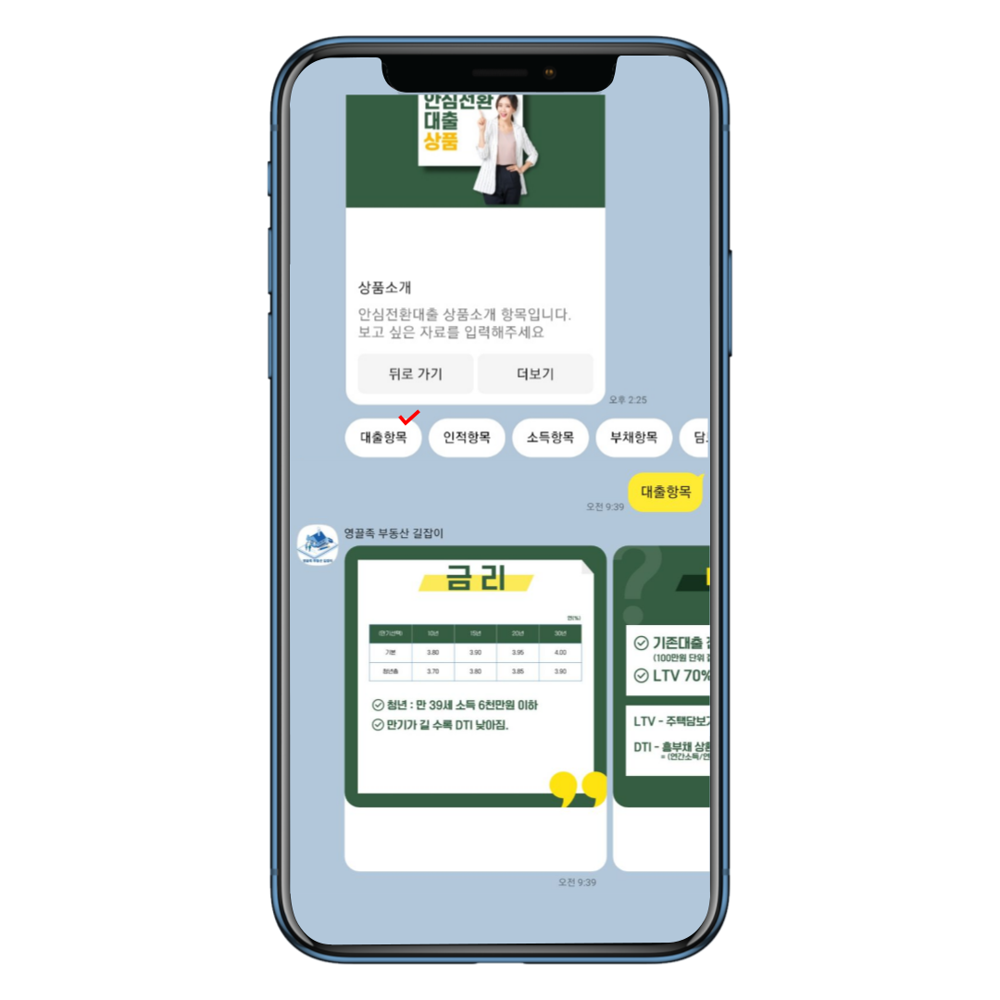 안심전환
대출
상품
상품소개
안심전환대출 상품소개 항목입니다.
보고 싶은 자료를 입력해주세요
뒤로 가기
더보기
오후 2:25
대출항목
인적항목
소득항목
부채항목
담
대출항목
오전 9:39
영끌족 부동산 길잡이
영끌족 부동산 길잡이
금리
연(%)
(만기선택) 10년 15년 20년 30년
기본 3.80 3.90 3.95 4.00
청년층 3.70 3.80 3.85 3.90
청년 : 만 39세 소득 6천만원 이하
만기가 길 수록 DTI 낮아짐.
?
기존대출
(100만원 단위
LTV 70%
LTV - 주택담보
DTI - 총부채 상환
= (연간소득/연
오전 9:39